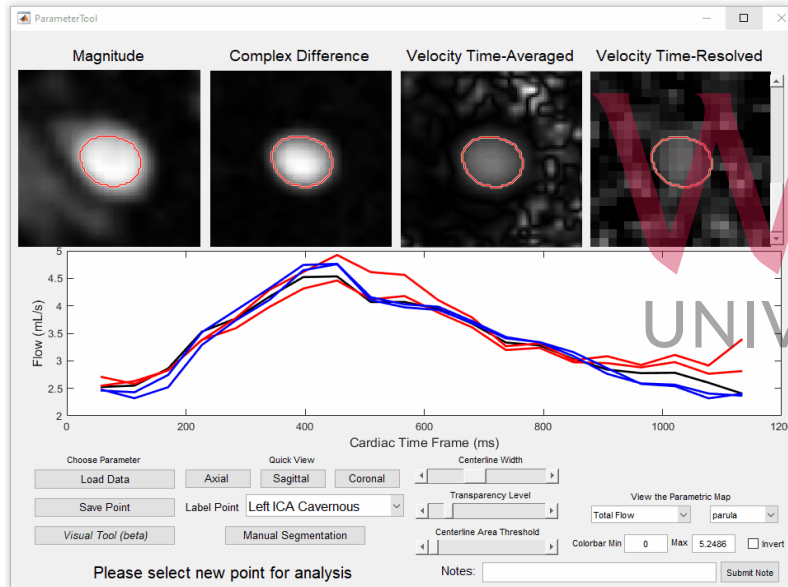 ParameterTool
Magnitude
Complex Difference
Velocity Time-Averaged
Velocity Time-Resolved
UNIV
5
4.5
4
3.5
3
2.5
2
Flow (mL/s)
0
200
400
600
800
1000
1200
Cardiac Time Frame (ms)
Choose Parameter
Load Data
Save Point
Visual Tool (beta)
Quick View
Axial
Sagittal
Coronal
Label Point
Left ICA Cavernous
Manual Segmentation
Centerline Width
Transparency Level
Centerline Area Threshold
View the Parametric Map
Total Flow
parula
Colorbar Min
0
Max
5.2486
Invert
Please select new point for analysis
Notes:
Submit Note